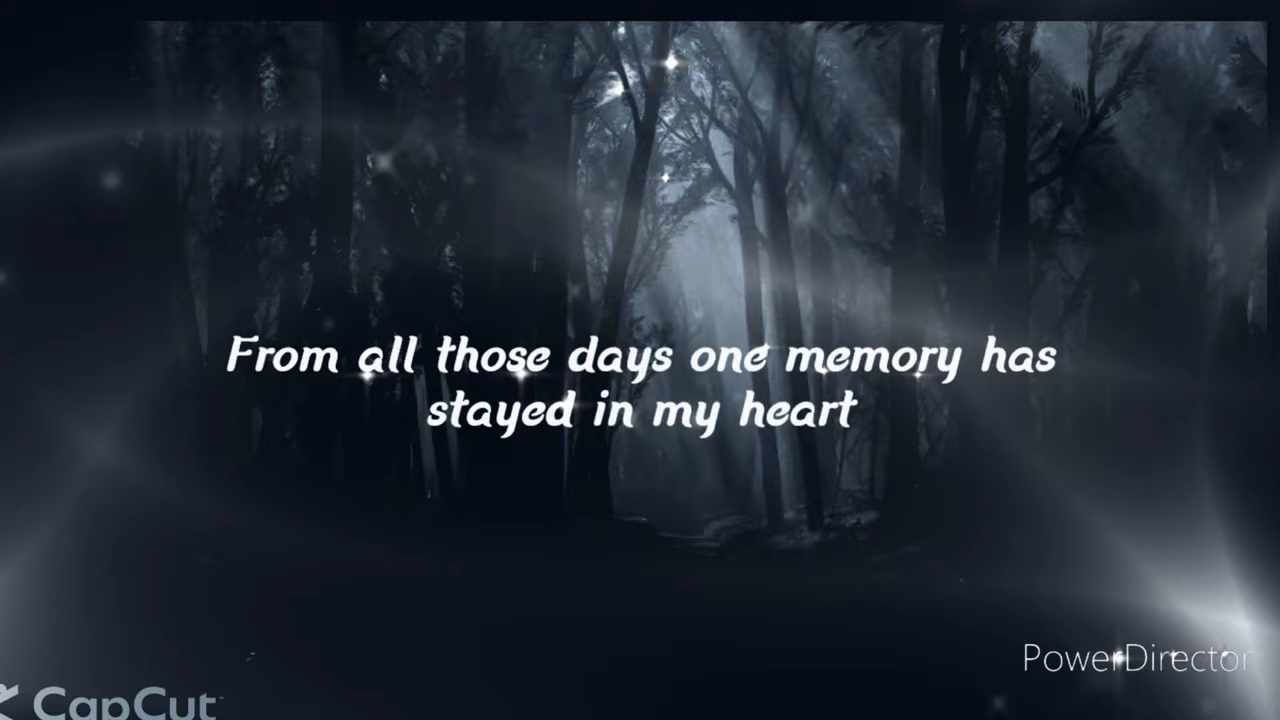 From all those days one memory has
stayed in my heart
PowerDirector
CapCut